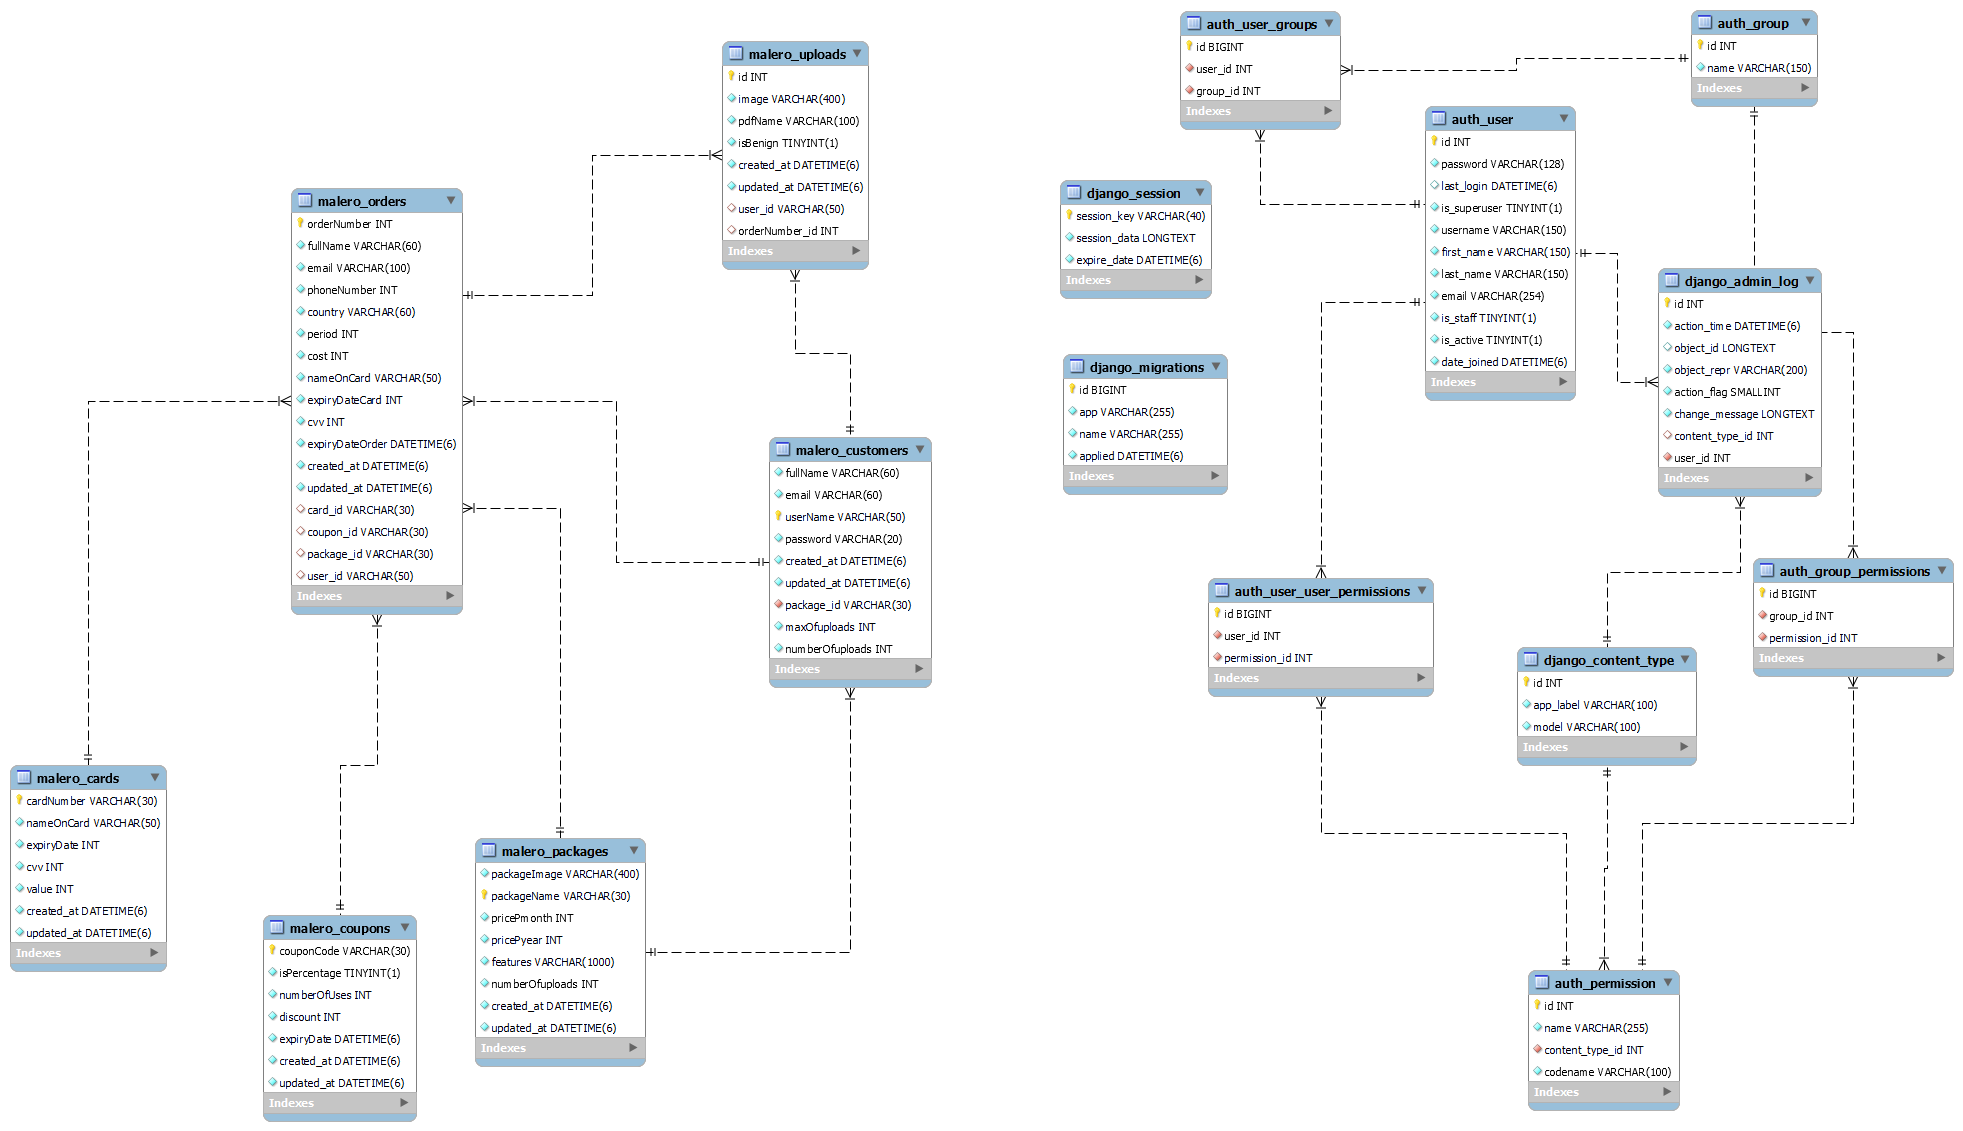 malero_uploads
id INT
image VARCHAR(400)
pdfName VARCHAR(100)
isBenign TINYINT(1)
created_at DATETIME(6)
updated_at DATETIME(6)
user_id VARCHAR(50)
orderNumber_id INT
Indexes
malero_orders
orderNumber INT
fullName VARCHAR(60)
email VARCHAR(100)
phoneNumber INT
country VARCHAR(60)
period INT
cost INT
nameOnCard VARCHAR(50)
expiryDateCard INT
cvv INT
expiryDateOrder DATETIME(6)
created_at DATETIME(6)
updated_at DATETIME(6)
card_id VARCHAR(30)
coupon_id VARCHAR(30)
package_id VARCHAR(30)
user_id VARCHAR(50)
Indexes
malero_customers
fullName VARCHAR(60)
email VARCHAR(60)
userName VARCHAR(50)
password VARCHAR(20)
created_at DATETIME(6)
updated_at DATETIME(6)
package_id VARCHAR(30)
maxOfuploads INT
numberOfuploads INT
Indexes
malero_cards
cardNumber VARCHAR(30)
nameOnCard VARCHAR(50)
expiryDate INT
cvv INT
value INT
created_at DATETIME(6)
updated_at DATETIME(6)
Indexes
malero_coupons
couponCode VARCHAR(30)
isPercentage TINYINT(1)
numberOfUses INT
discount INT
expiryDate DATETIME(6)
created_at DATETIME(6)
updated_at DATETIME(6)
Indexes
malero_packages
packageImage VARCHAR(400)
packageName VARCHAR(30)
pricePmonth INT
pricePyear INT
features VARCHAR(1000)
numberOfuploads INT
created_at DATETIME(6)
updated_at DATETIME(6)
Indexes
auth_user_groups
id BIGINT
user_id INT
group_id INT
Indexes
auth_group
id INT
name VARCHAR(150)
Indexes
auth_user
id INT
password VARCHAR(128)
last_login DATETIME(6)
is_superuser TINYINT(1)
username VARCHAR(150)
first_name VARCHAR(150)
last_name VARCHAR(150)
email VARCHAR(254)
is_staff TINYINT(1)
is_active TINYINT(1)
date_joined DATETIME(6)
Indexes
django_session
session_key VARCHAR(40)
session_data LONGTEXT
expire_date DATETIME(6)
Indexes
django_migrations
id BIGINT
app VARCHAR(255)
name VARCHAR(255)
applied DATETIME(6)
Indexes
django_admin_log
id INT
action_time DATETIME(6)
object_id LONGTEXT
object_repr VARCHAR(200)
action_flag SMALLINT
change_message LONGTEXT
content_type_id INT
user_id INT
Indexes
auth_user_user_permissions
id BIGINT
user_id INT
permission_id INT
Indexes
auth_group_permissions
id BIGINT
group_id INT
permission_id INT
Indexes
django_content_type
id INT
app_label VARCHAR(100)
model VARCHAR(100)
Indexes
auth_permission
id INT
name VARCHAR(255)
content_type_id INT
codename VARCHAR(100)
Indexes